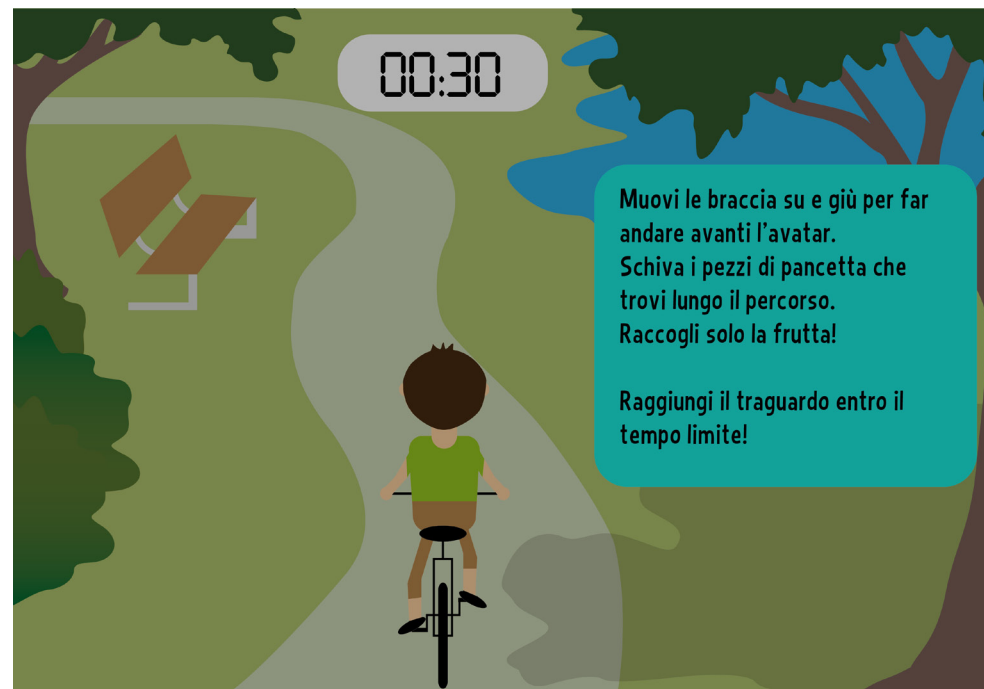 00:30
Muovi le braccia su e giù per far
andare avanti l'avatar.
Schiva i pezzi di pancetta che
trovi lungo il percorso.
Raccogli solo la frutta!
Raggiungi il traguardo entro il
tempo limite!